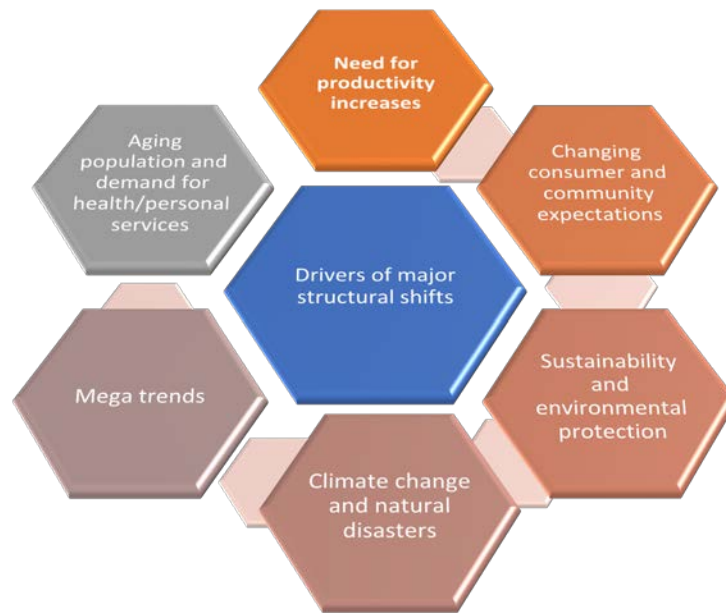 Need for
productivity
increases
Changing
consumer and
community
expectations
Sustainability
and
environmental
protection
Climate change
and natural
disasters
Mega trends
Aging
population and
demand for
health/personal
services
Drivers of major
structural shifts